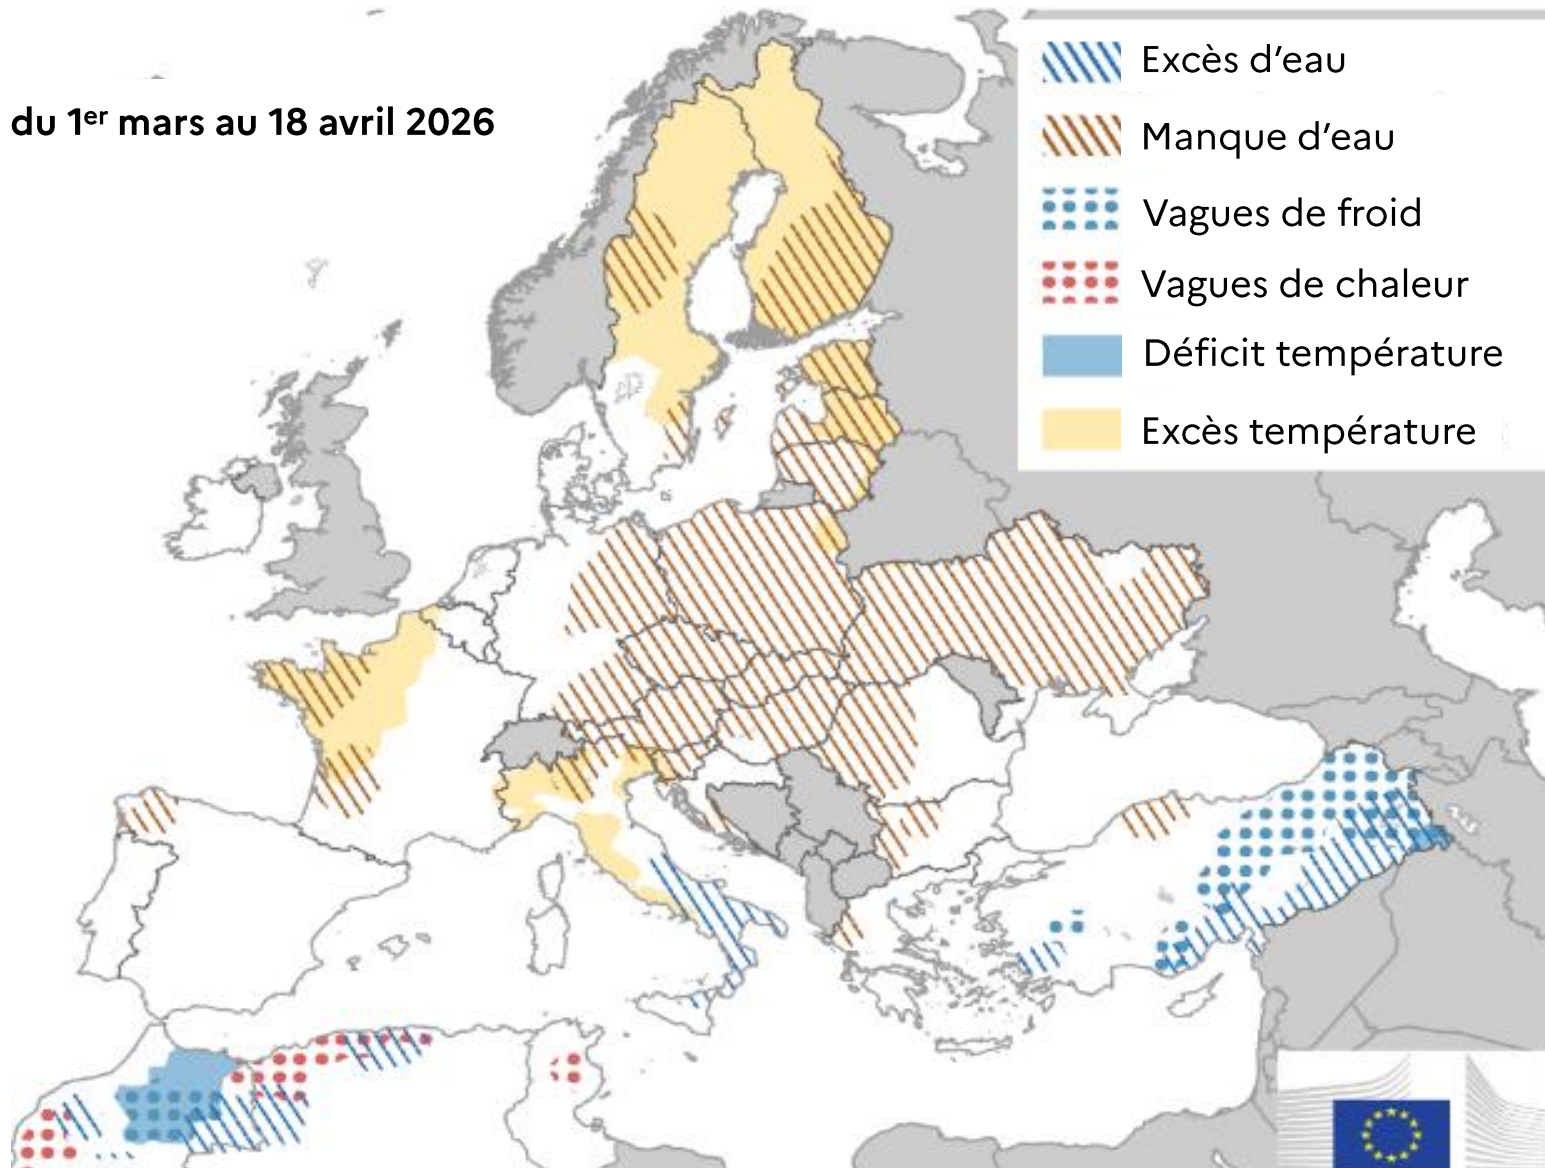 du 1er mars au 18 avril 2026
Excès d'eau
Manque d'eau
Vagues de froid
Vagues de chaleur
Déficit température
Excès température